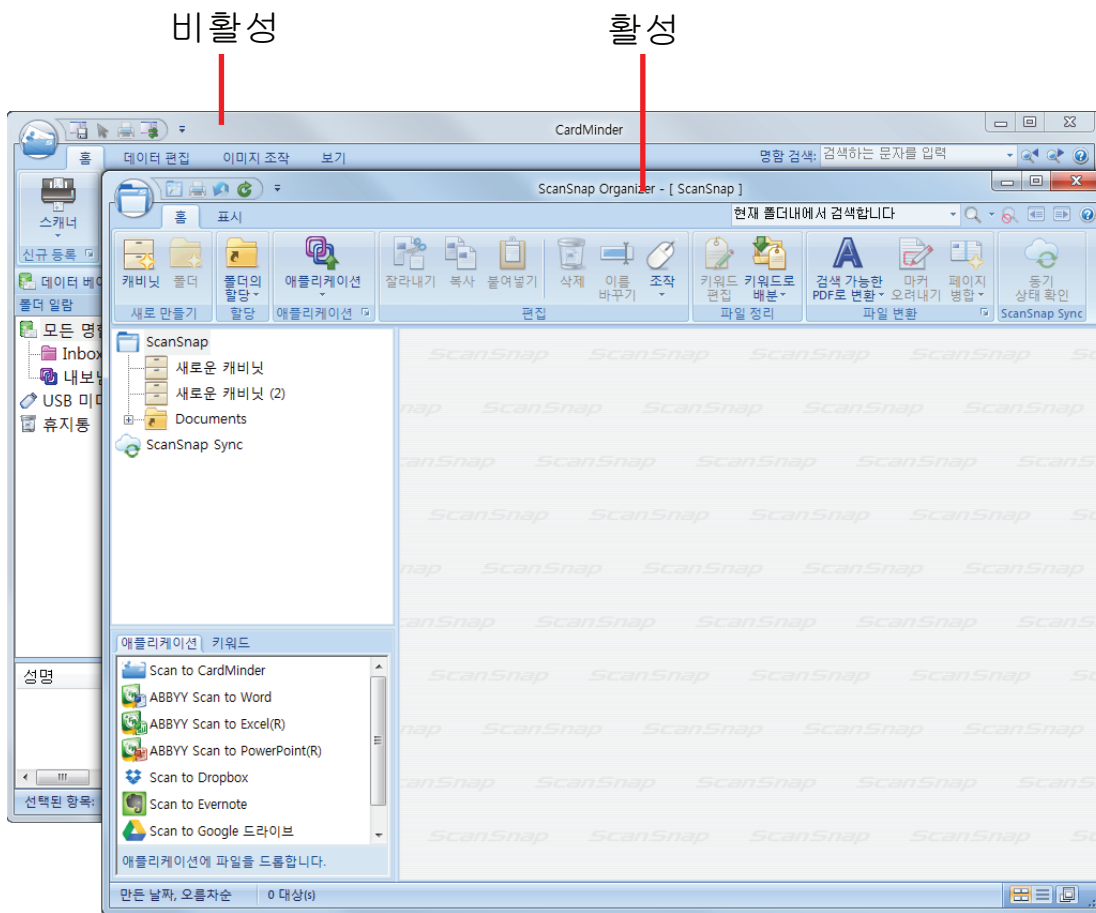 비활성
활성
CardMinder
홈 데이터 편집 이미지 조작 보기 명함 검색: 검색하는 문자를 입력
스캐너
신규 등록
데이터 베
폴더 일람
모든 명
Inbox
내보
USB
휴지통
성명
선택된 항목:
ScanSnap Organizer - [ ScanSnap ]
홈 표시 현재 폴더내에서 검색합니다
캐비닛 폴더 폴더의 할당 애플리케이션 잘라내기 복사 붙여넣기 삭제 이름 바꾸기 조작 키워드 편집 키워드로 배분 검색 가능한 PDF로 변환 마커 오려내기 페이지 병합 동기 상태 확인
새로 만들기 할당 애플리케이션 편집 파일 정리 파일 변환 ScanSnap Sync
ScanSnap
새로운 캐비닛
새로운 캐비닛 (2)
Documents
ScanSnap Sync
애플리케이션 키워드
Scan to CardMinder
ABBYY Scan to Word
ABBYY Scan to Excel(R)
ABBYY Scan to PowerPoint(R)
Scan to Dropbox
Scan to Evernote
Scan to Google 드라이브
애플리케이션에 파일을 드롭합니다.
만든 날짜, 오름차순 0 대상(s)
ScanSnap ScanSnap ScanSnap ScanSnap